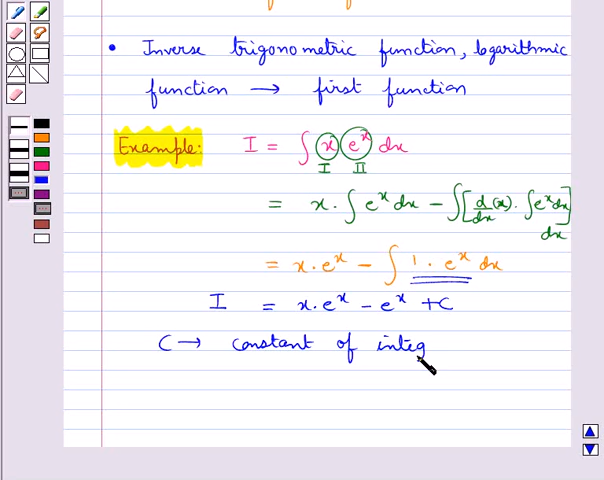 • Inverse trigonometric function, logarithmic
function → first function
Example: I = ∫ x e^x dx
I II
= x · ∫ e^x dx − ∫ [d/dx (x) · ∫ e^x dx]
dx
= x · e^x − ∫ 1 · e^x dx
I = x · e^x − e^x + C
C → constant of integ